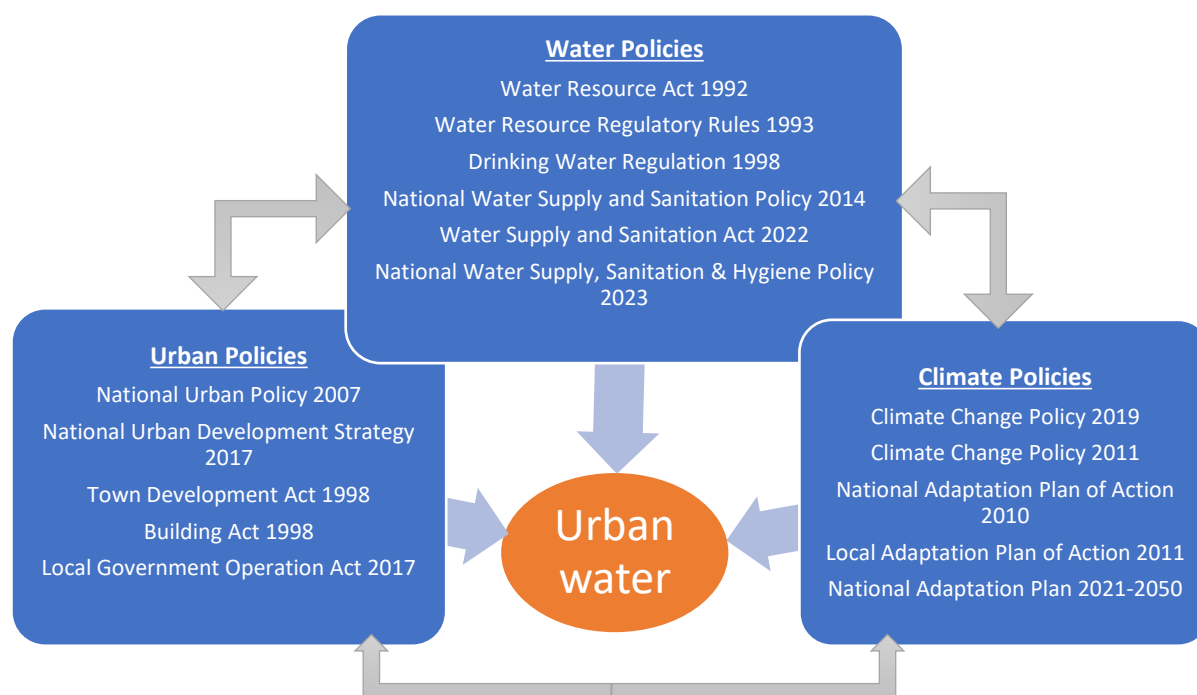 Water Policies
Water Resource Act 1992
Water Resource Regulatory Rules 1993
Drinking Water Regulation 1998
National Water Supply and Sanitation Policy 2014
Water Supply and Sanitation Act 2022
National Water Supply, Sanitation & Hygiene Policy
2023
Urban Policies
National Urban Policy 2007
National Urban Development Strategy
2017
Town Development Act 1998
Building Act 1998
Local Government Operation Act 2017
Climate Policies
Climate Change Policy 2019
Climate Change Policy 2011
National Adaptation Plan of Action
2010
Local Adaptation Plan of Action 2011
National Adaptation Plan 2021-2050
Urban
water